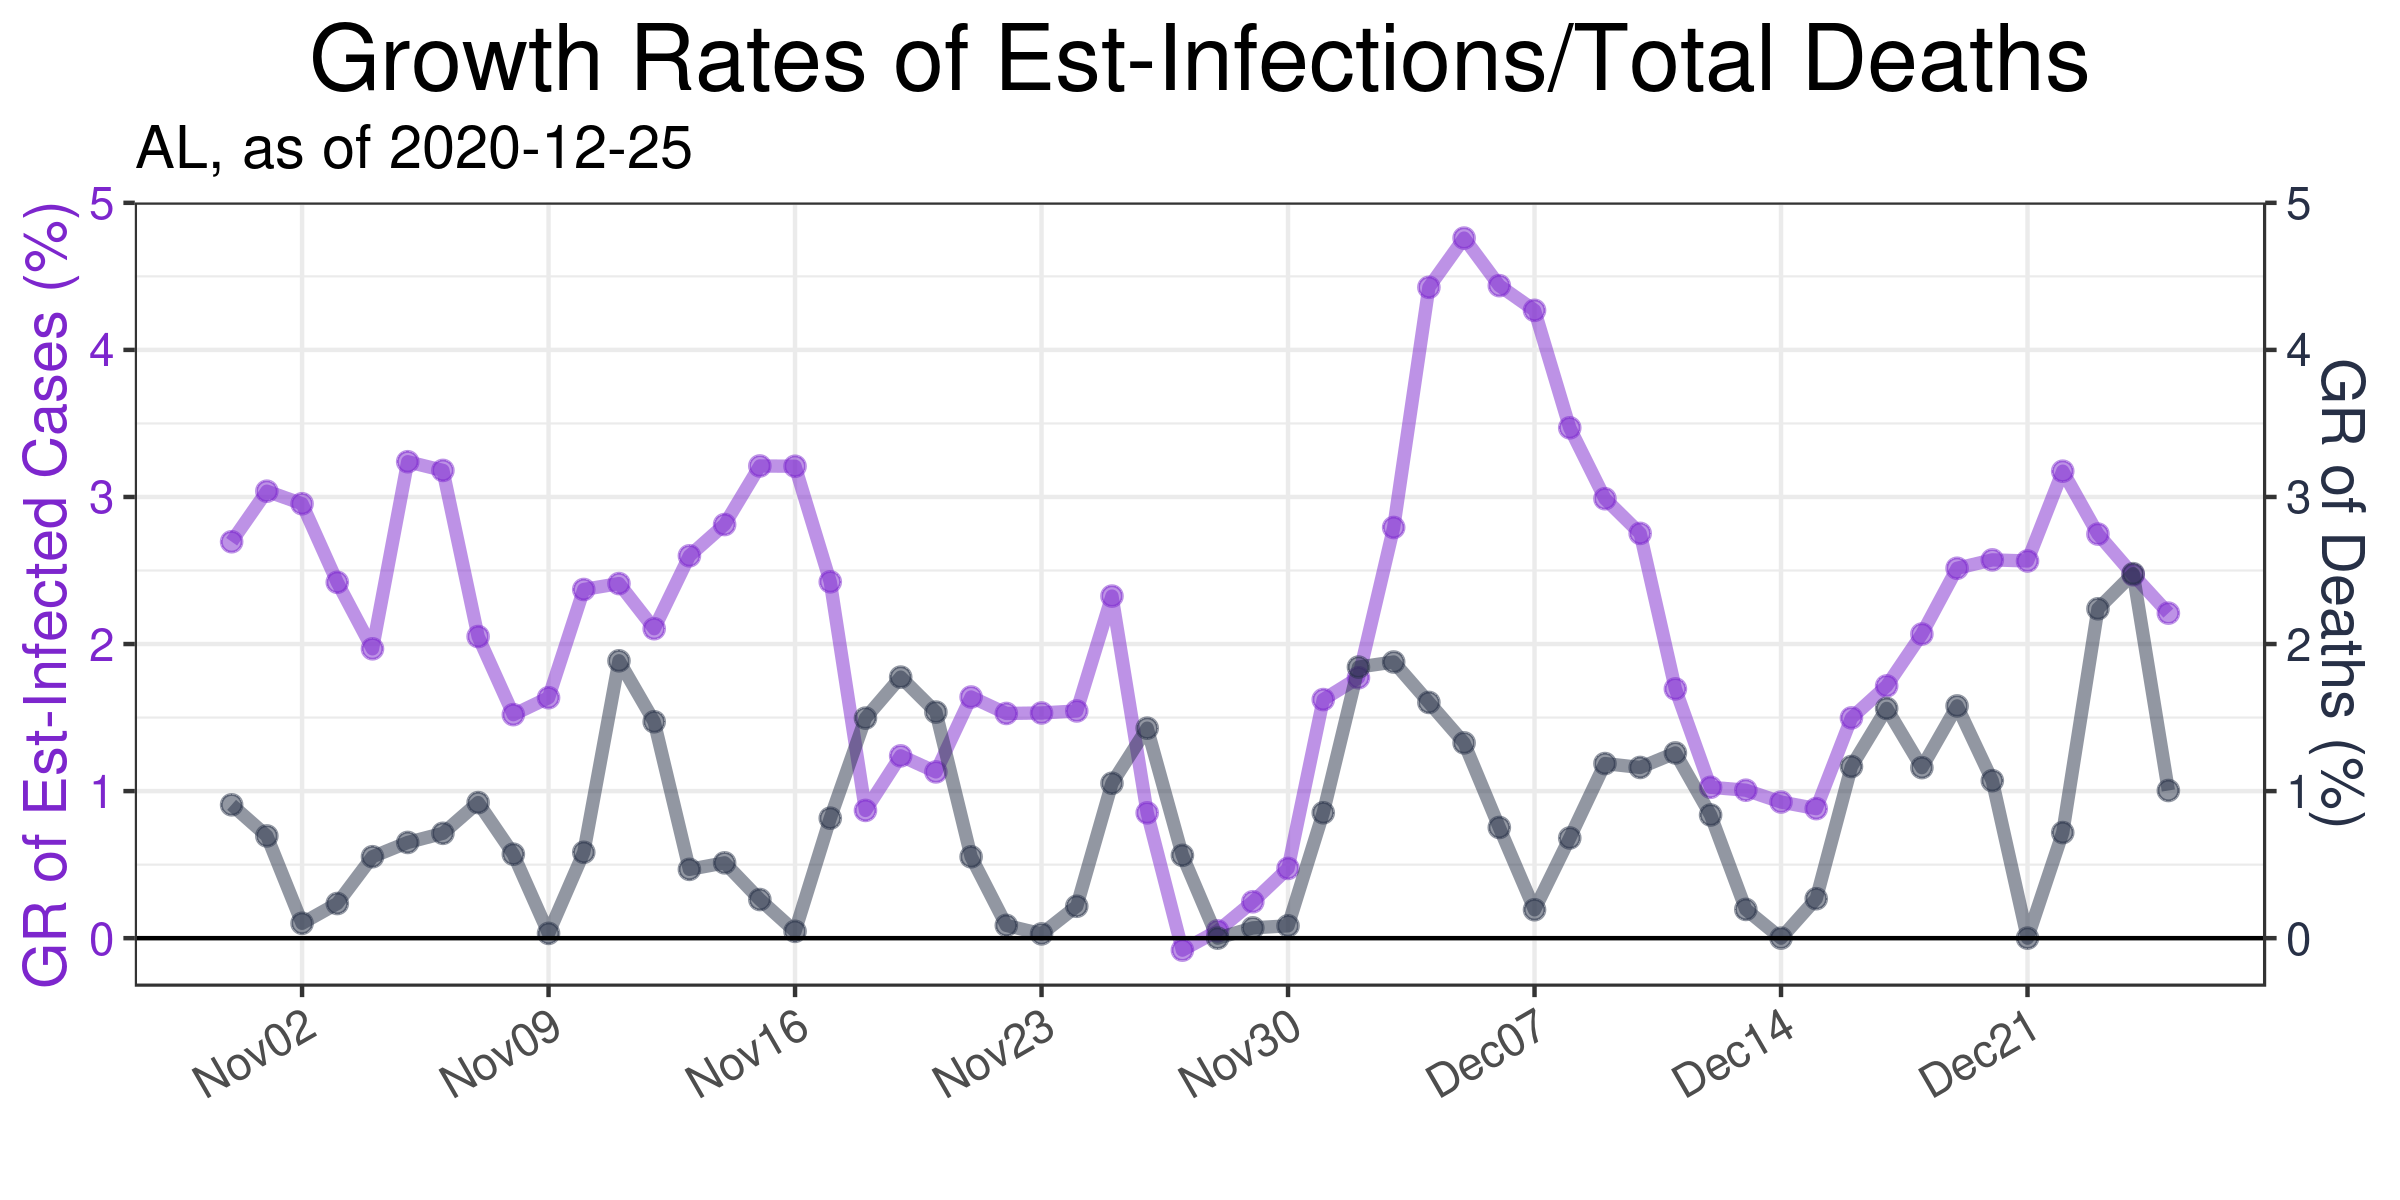 Growth Rates of Est-Infections/Total Deaths
AL, as of 2020-12-25
GR of Est-Infected Cases (%)
5
4
3
2
1
0
5
4
3
2
1
0
GR of Deaths (%)
Nov02
Nov09
Nov16
Nov23
Nov30
Dec07
Dec14
Dec21